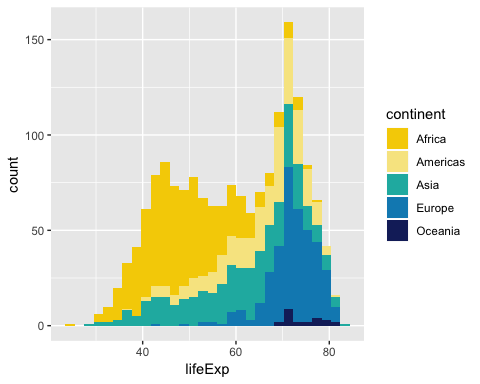 150
100
50
0
count
40 60 80
lifeExp
continent
Africa
Americas
Asia
Europe
Oceania